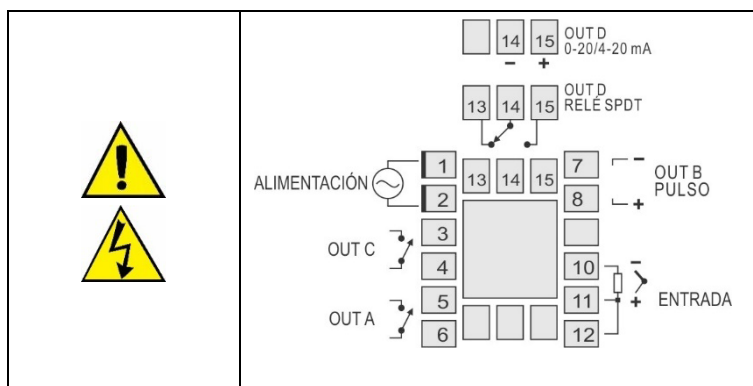 14 15 OUT D
0-20/4-20 mA
− +
13 14 15 OUT D
RELÉ SPDT
ALIMENTACIÓN
1
2
13 14 15
7 −
8 +
OUT B
PULSO
OUT C
3
4
OUT A
5
6
10 −
11 +
12
ENTRADA